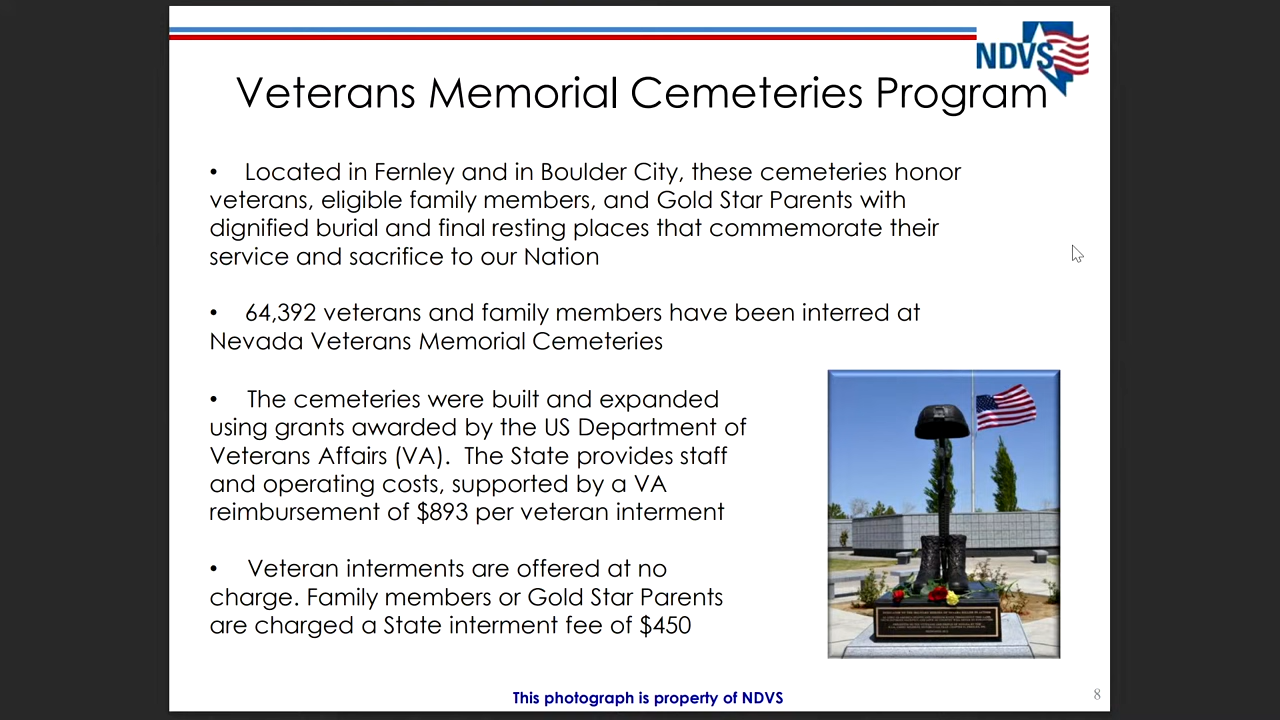 NDVS
Veterans Memorial Cemeteries Program
• Located in Fernley and in Boulder City, these cemeteries honor
veterans, eligible family members, and Gold Star Parents with
dignified burial and final resting places that commemorate their
service and sacrifice to our Nation
• 64,392 veterans and family members have been interred at
Nevada Veterans Memorial Cemeteries
• The cemeteries were built and expanded
using grants awarded by the US Department of
Veterans Affairs (VA). The State provides staff
and operating costs, supported by a VA
reimbursement of $893 per veteran interment
• Veteran interments are offered at no
charge. Family members or Gold Star Parents
are charged a State interment fee of $450
This photograph is property of NDVS
8